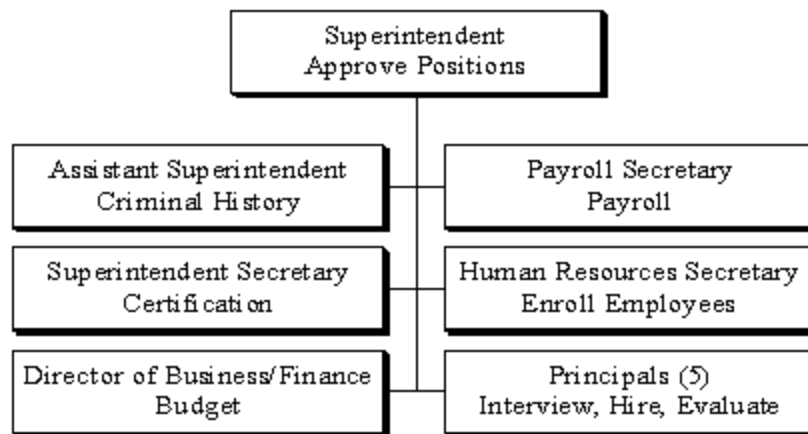 Superintendent
Approve Positions
Assistant Superintendent
Criminal History
Payroll Secretary
Payroll
Superintendent Secretary
Certification
Human Resources Secretary
Enroll Employees
Director of Business/Finance
Budget
Principals (5)
Interview, Hire, Evaluate